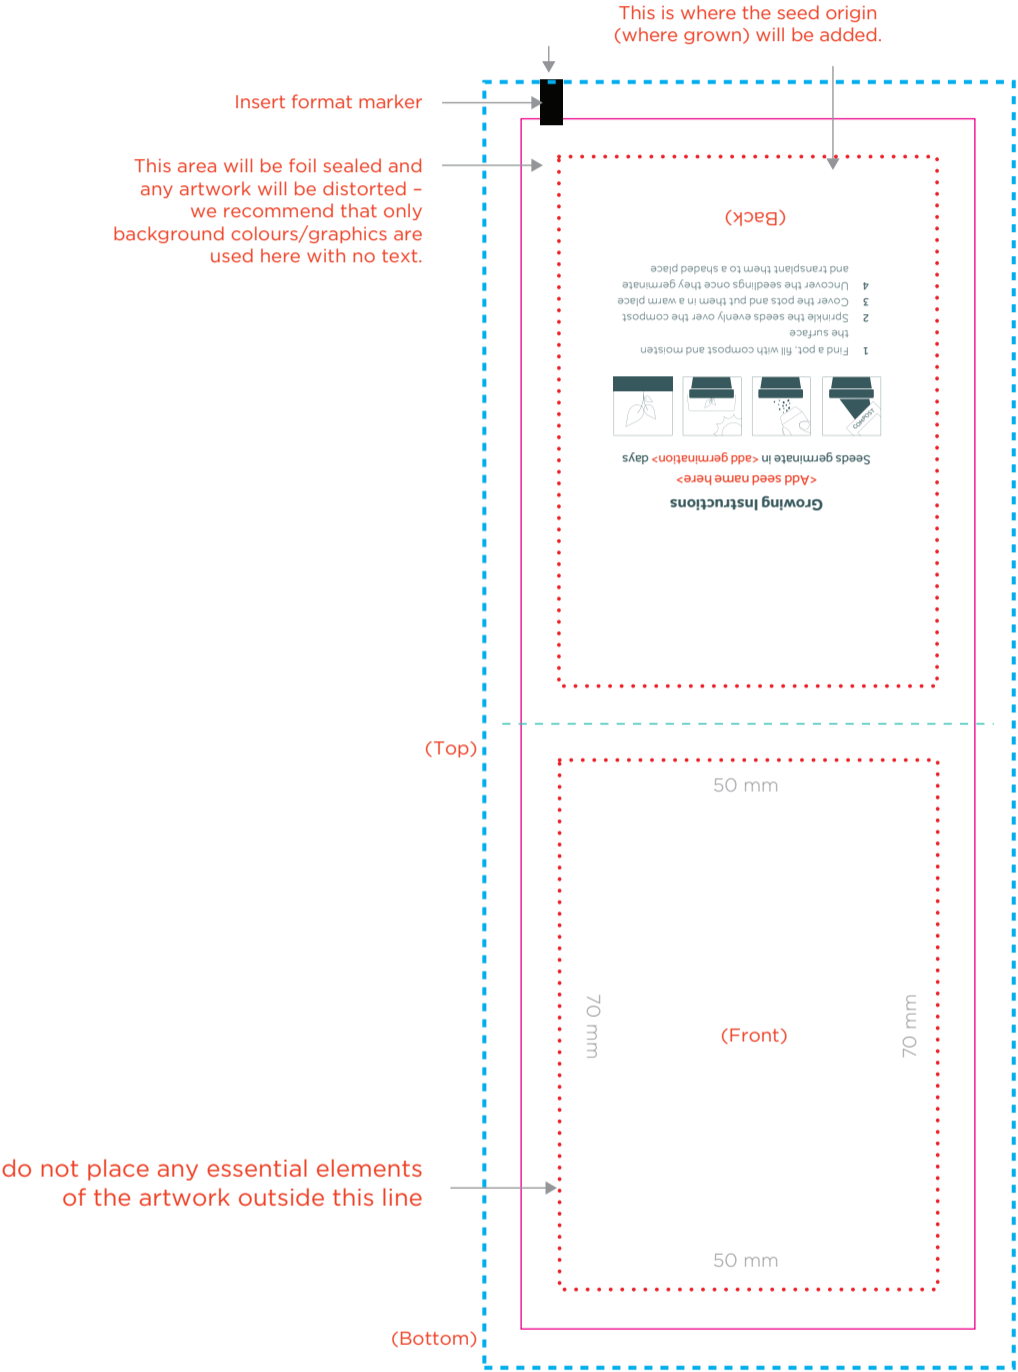 This is where the seed origin
(where grown) will be added.
Insert format marker
This area will be foil sealed and
any artwork will be distorted –
we recommend that only
background colours/graphics are
used here with no text.
(Back)
Growing Instructions
<Add seed name here>
Seeds germinate in <add germination> days
COMPOST
1 Find a pot, fill with compost and moisten
the surface
2 Sprinkle the seeds evenly over the compost
3 Cover the pots and put them in a warm place
4 Uncover the seedlings once they germinate
and transplant them to a shaded place
(Top)
50 mm
70 mm
(Front)
70 mm
do not place any essential elements
of the artwork outside this line
50 mm
(Bottom)